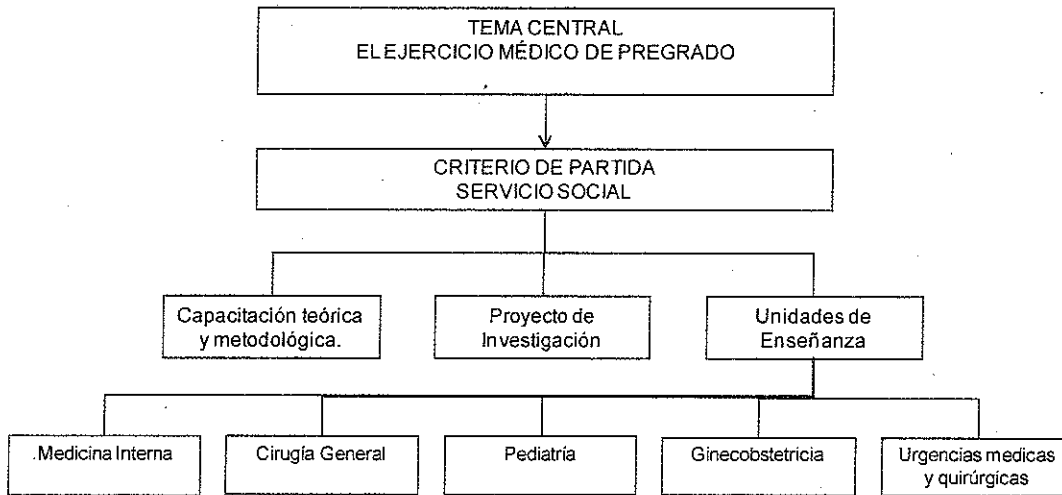 TEMA CENTRAL
EL EJERCICIO MÉDICO DE PREGRADO
CRITERIO DE PARTIDA
SERVICIO SOCIAL
Capacitación teórica
y metodológica.
Proyecto de
Investigación
Unidades de
Enseñanza
.Medicina Interna
Cirugía General
Pediatría
Ginecobstetricia
Urgencias medicas
y quirúrgicas